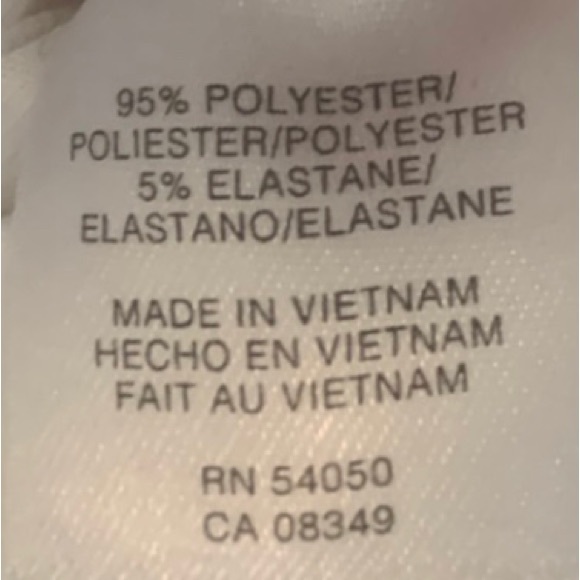 95% POLYESTER/
POLIESTER/POLYESTER
5% ELASTANE/
ELASTANO/ELASTANE
MADE IN VIETNAM
HECHO EN VIETNAM
FAIT AU VIETNAM
RN 54050
CA 08349